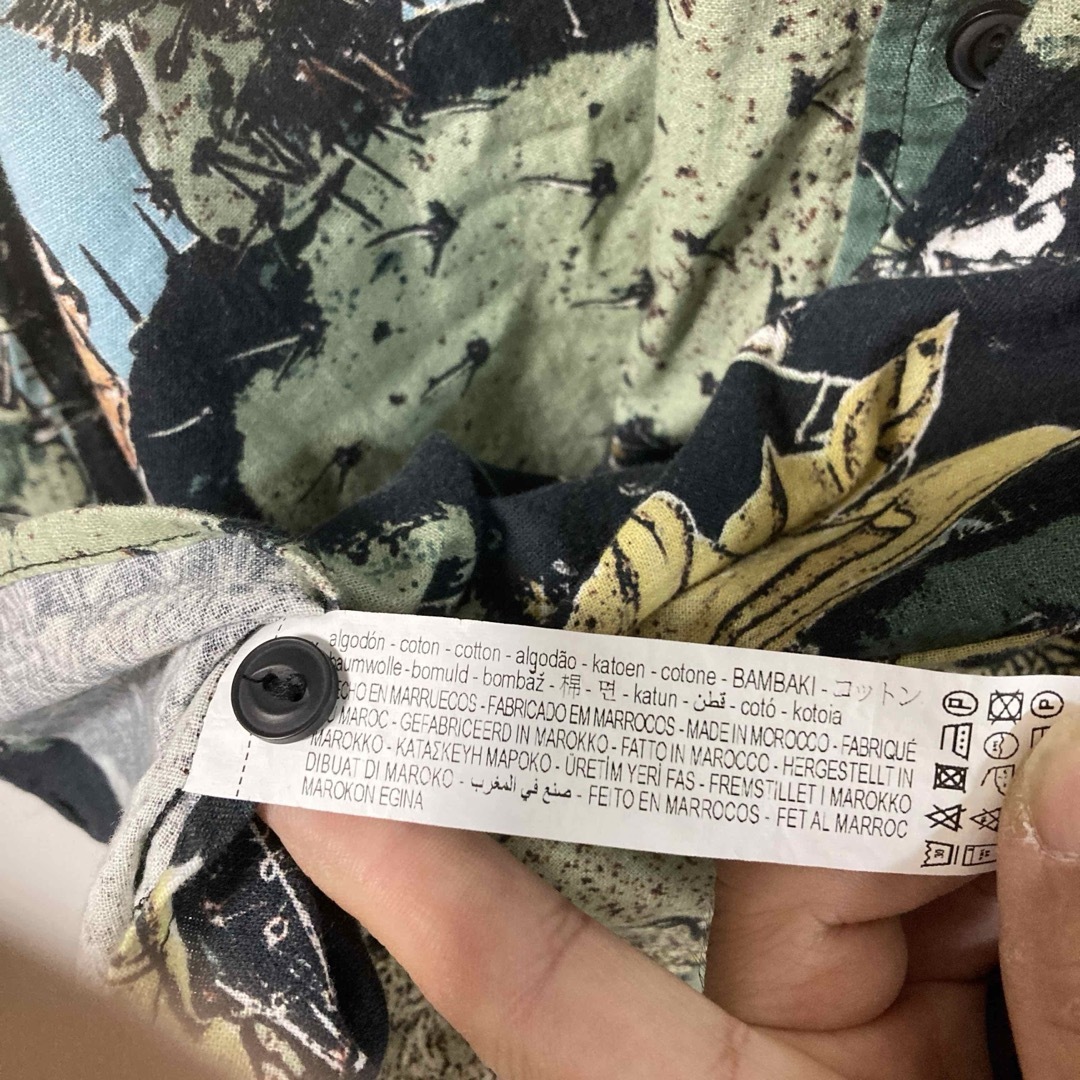 algodón - coton - cotton - algodão - katoen - cotone - BAMBAKI - コットン
baumwolle - bomuld - bombaž - 棉 - 면 - katun - قطن - cotó - kotoia
ECHO EN MARRUECOS - FABRICADO EM MARROCOS - MADE IN MOROCCO - FABRIQUÉ
MAROC - GEFABRICEERD IN MAROKKO - FATTO IN MAROCCO - HERGESTELLT IN
MAROKKO - ΚΑΤΑΣΚΕΥΗ ΜΑΡΟΚΟ - ÜRETİM YERİ FAS - FREMSTILLET I MAROKKO
DIBUAT DI MAROKO - صنع في المغرب - FEITO EN MARROCOS - FET AL MARROC
MAROKON EGINA